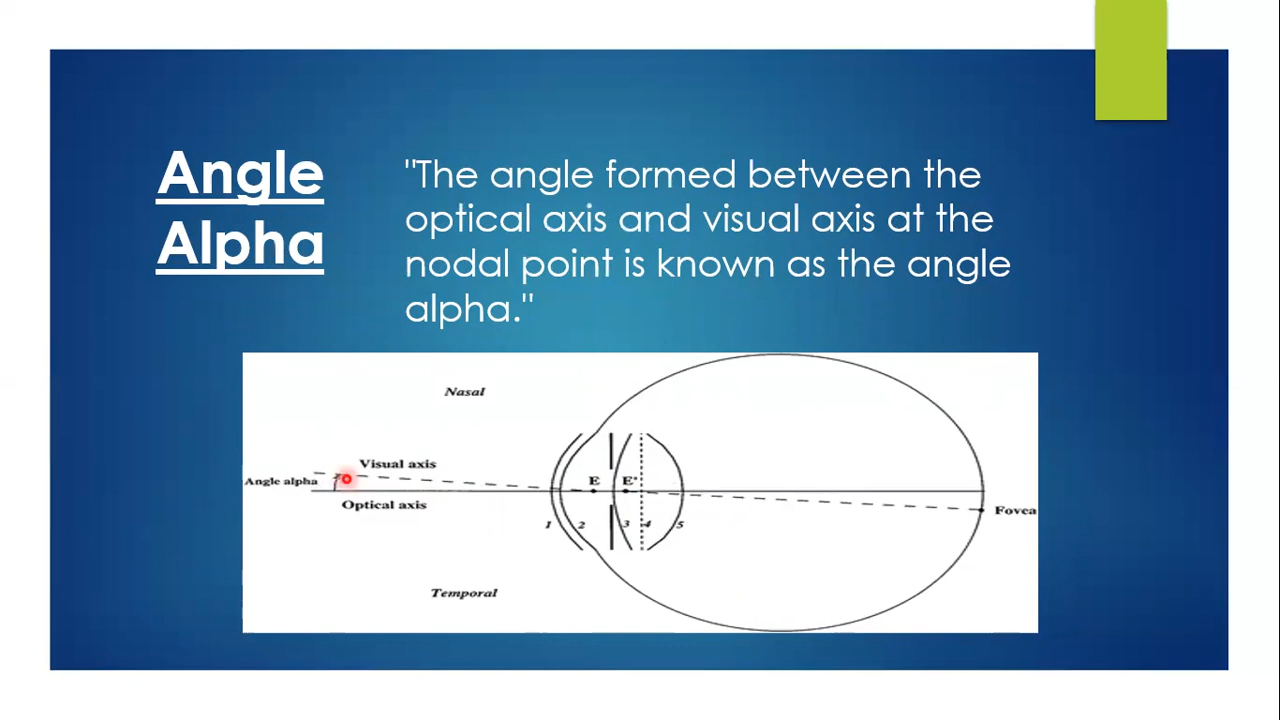 Angle
Alpha
"The angle formed between the
optical axis and visual axis at the
nodal point is known as the angle
alpha."
Nasal
Visual axis
Angle alpha
Optical axis
E E'
1 2 3 4 5
Fovea
Temporal